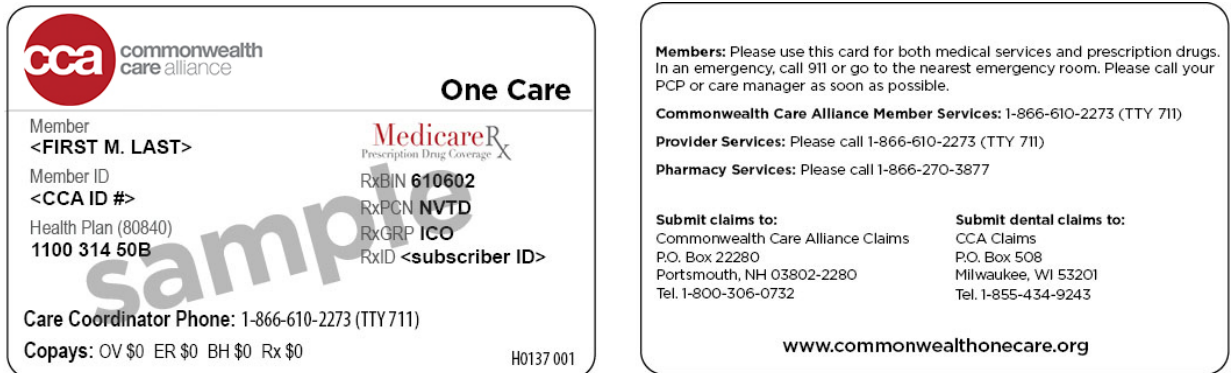 cca commonwealth
care alliance
One Care
Member
<FIRST M. LAST>
Member ID
<CCA ID #>
Health Plan (80840)
1100 314 50B
MedicareRx
Prescription Drug Coverage
RxBIN 610602
RxPCN NVTD
RxGRP ICO
RxID <subscriber ID>
sample
Care Coordinator Phone: 1-866-610-2273 (TTY 711)
Copays: OV $0 ER $0 BH $0 Rx $0
H0137 001
Members: Please use this card for both medical services and prescription drugs.
In an emergency, call 911 or go to the nearest emergency room. Please call your
PCP or care manager as soon as possible.
Commonwealth Care Alliance Member Services: 1-866-610-2273 (TTY 711)
Provider Services: Please call 1-866-610-2273 (TTY 711)
Pharmacy Services: Please call 1-866-270-3877
Submit claims to:
Commonwealth Care Alliance Claims
P.O. Box 22280
Portsmouth, NH 03802-2280
Tel. 1-800-306-0732
Submit dental claims to:
CCA Claims
P.O. Box 508
Milwaukee, WI 53201
Tel. 1-855-434-9243
www.commonwealthonecare.org